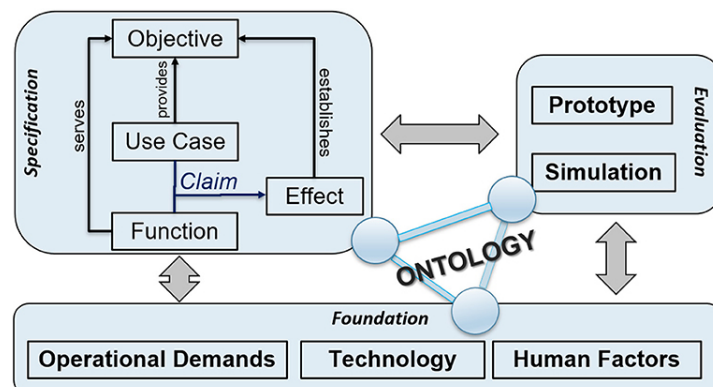 Specification
Objective
serves
provides
establishes
Use Case
Claim
Effect
Function
Evaluation
Prototype
Simulation
ONTOLOGY
Foundation
Operational Demands
Technology
Human Factors